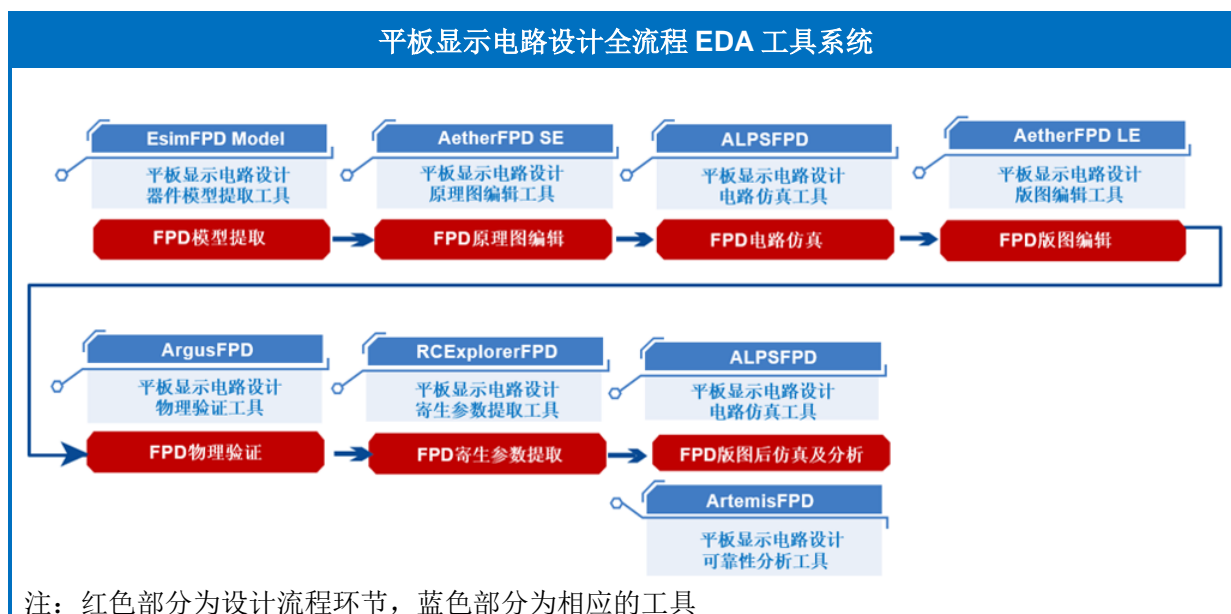 平板显示电路设计全流程 EDA 工具系统
EsimFPD Model
平板显示电路设计
器件模型提取工具
FPD模型提取
AetherFPD SE
平板显示电路设计
原理图编辑工具
FPD原理图编辑
ALPSFPD
平板显示电路设计
电路仿真工具
FPD电路仿真
AetherFPD LE
平板显示电路设计
版图编辑工具
FPD版图编辑
ArgusFPD
平板显示电路设计
物理验证工具
FPD物理验证
RCExplorerFPD
平板显示电路设计
寄生参数提取工具
FPD寄生参数提取
ALPSFPD
平板显示电路设计
电路仿真工具
FPD版图后仿真及分析
ArtemisFPD
平板显示电路设计
可靠性分析工具
注：红色部分为设计流程环节，蓝色部分为相应的工具